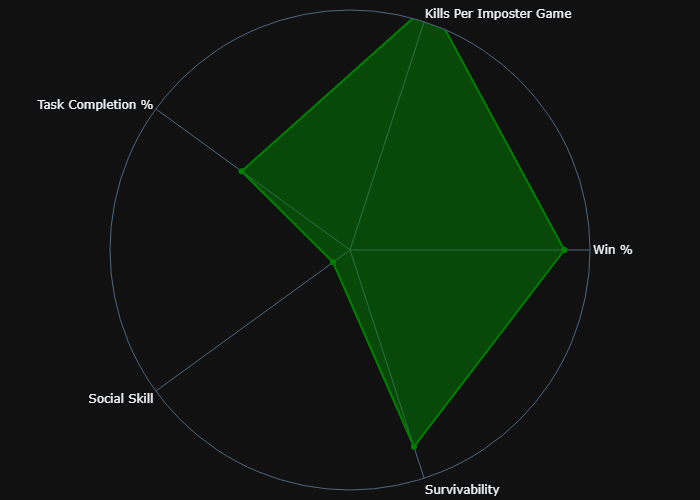 Kills Per Imposter Game
Task Completion %
Win %
Social Skill
Survivability